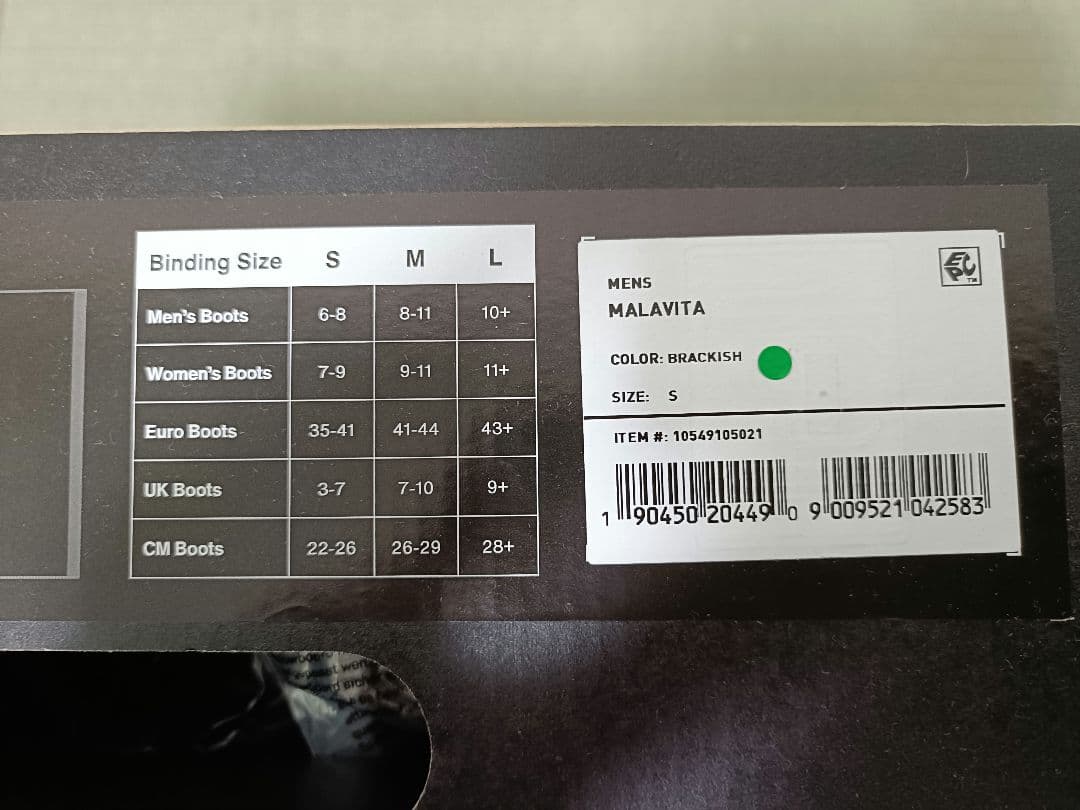 Binding Size S M L
Men's Boots 6-8 8-11 10+
Women's Boots 7-9 9-11 11+
Euro Boots 35-41 41-44 43+
UK Boots 3-7 7-10 9+
CM Boots 22-26 26-29 28+
MENS
MALAVITA
COLOR: BRACKISH
SIZE: S
ITEM #: 10549105021
1 90450 20449 0 9 009521 042583